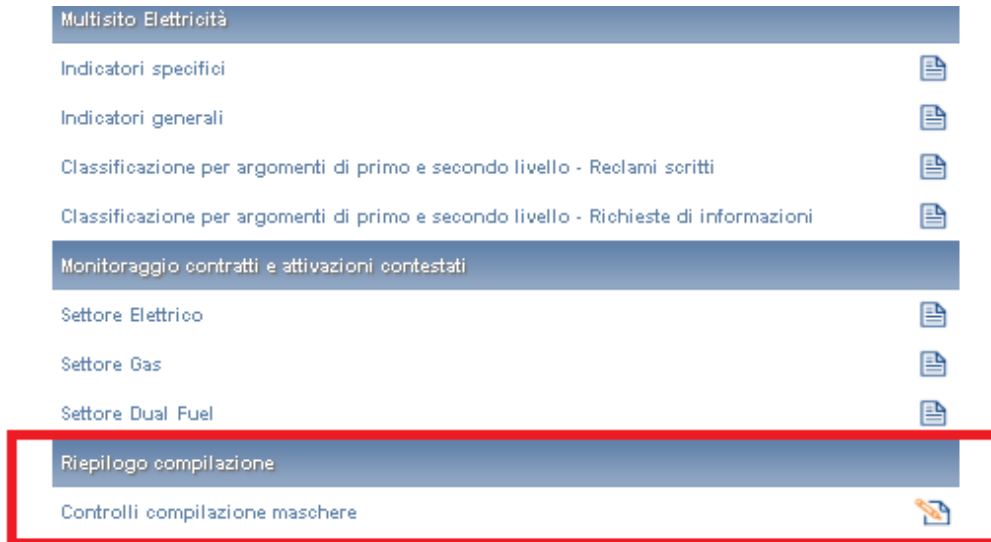 Multisito Elettricità
Indicatori specifici
Indicatori generali
Classificazione per argomenti di primo e secondo livello - Reclami scritti
Classificazione per argomenti di primo e secondo livello - Richieste di informazioni
Monitoraggio contratti e attivazioni contestati
Settore Elettrico
Settore Gas
Settore Dual Fuel
Riepilogo compilazione
Controlli compilazione maschere